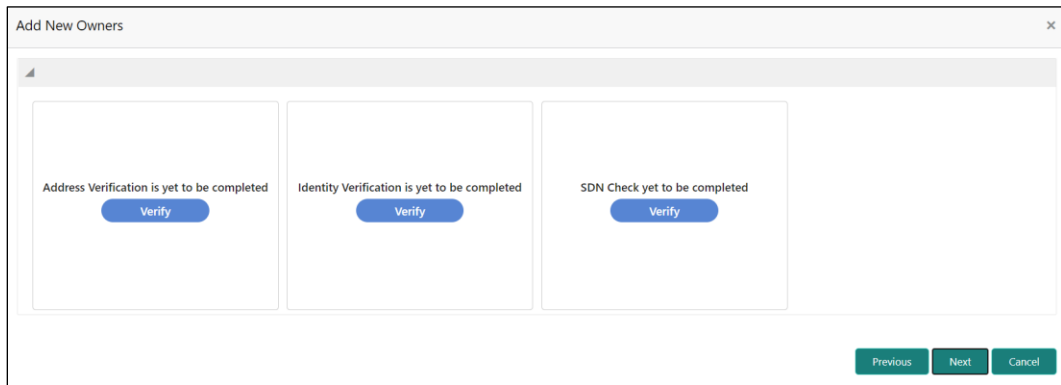 Add New Owners
Address Verification is yet to be completed
Verify
Identity Verification is yet to be completed
Verify
SDN Check yet to be completed
Verify
Previous
Next
Cancel